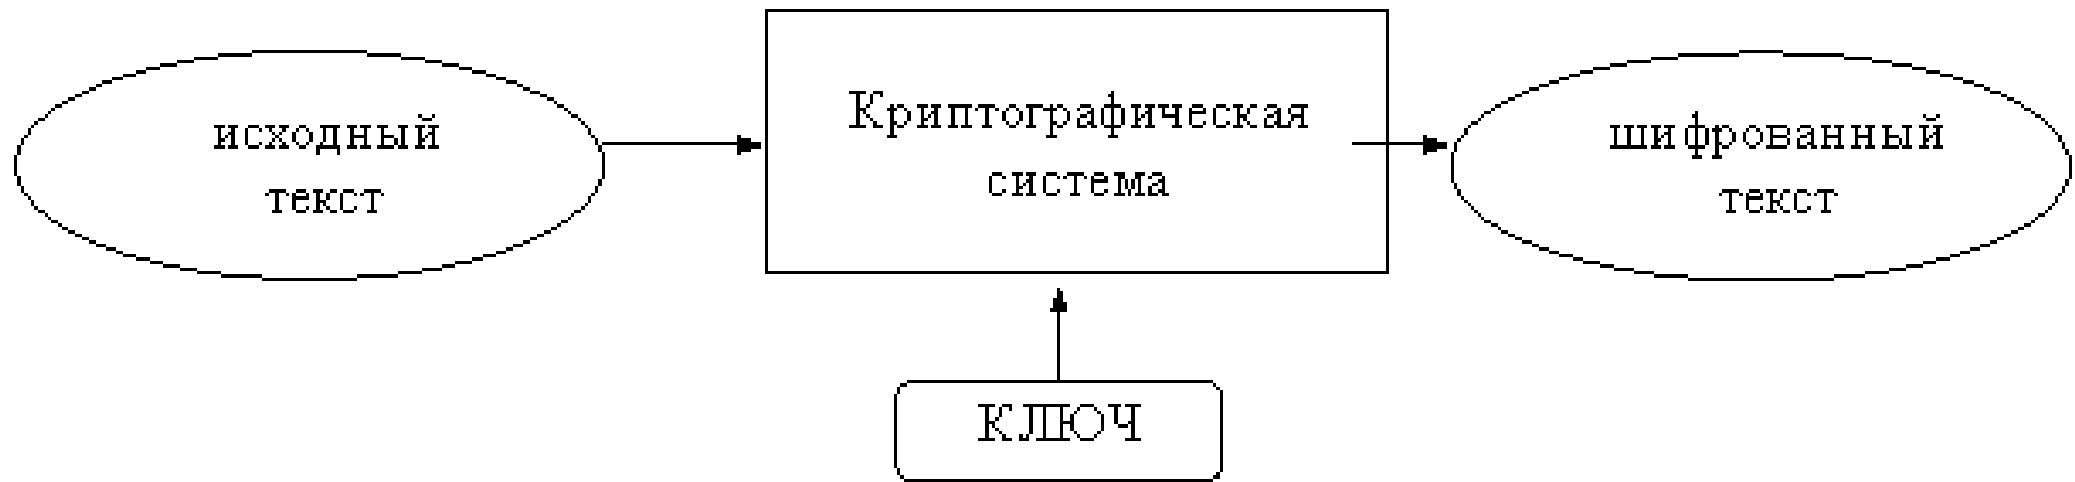 исходный
текст
Криптографическая
система
шифрованный
текст
КЛЮЧ